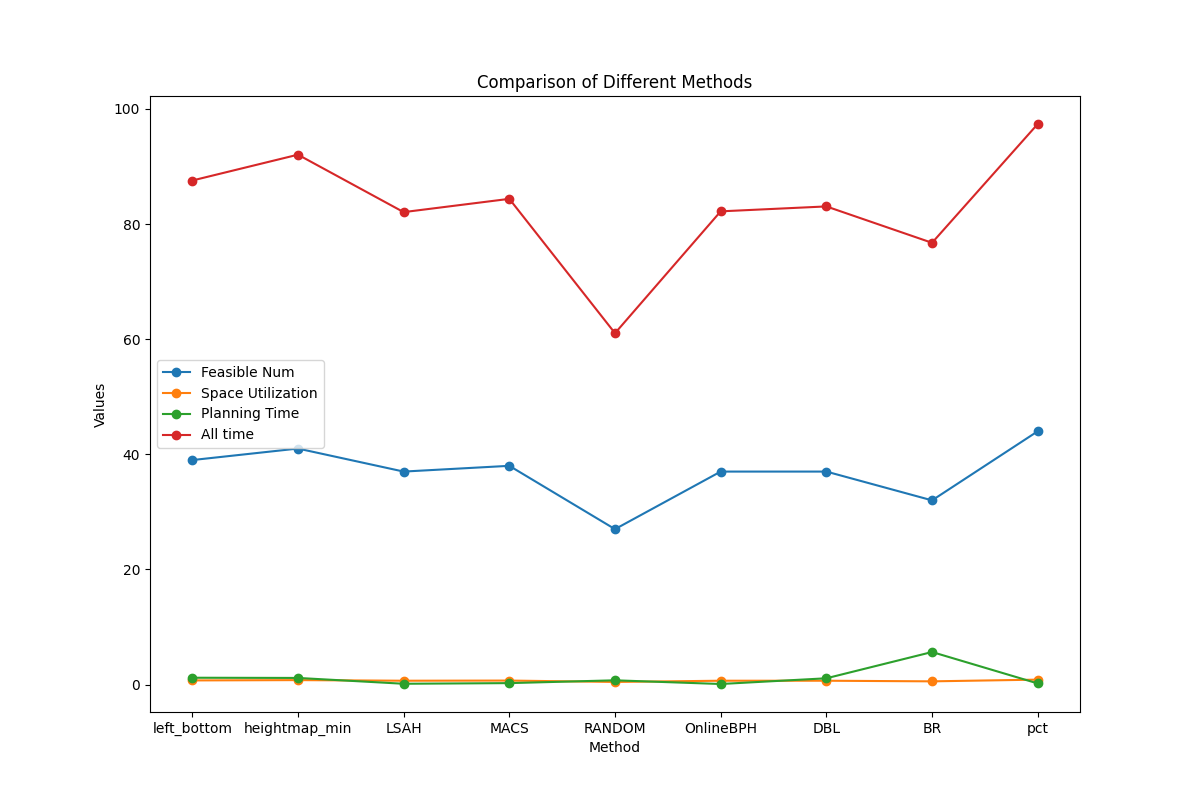 Comparison of Different Methods
100
80
60
40
20
0
Values
Feasible Num
Space Utilization
Planning Time
All time
left_bottom heightmap_min LSAH MACS RANDOM OnlineBPH DBL BR pct
Method